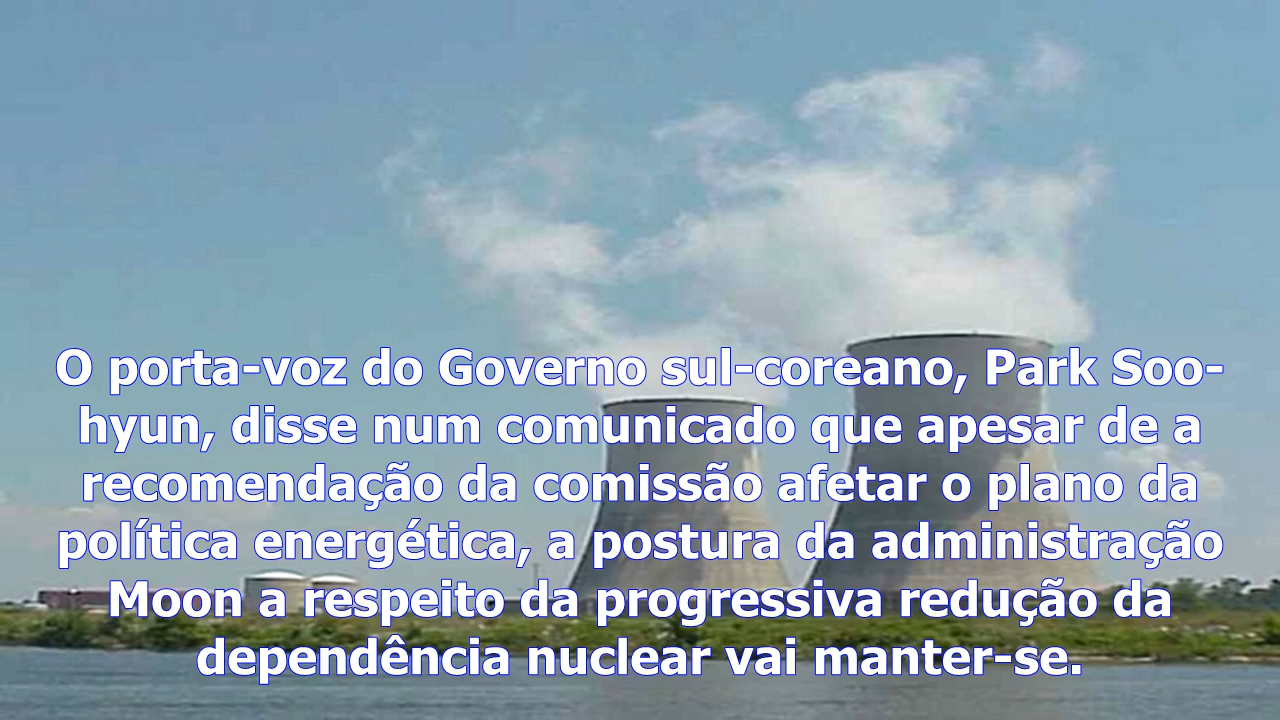 O porta-voz do Governo sul-coreano, Park Soo-
hyun, disse num comunicado que apesar de a
recomendação da comissão afetar o plano da
política energética, a postura da administração
Moon a respeito da progressiva redução da
dependência nuclear vai manter-se.